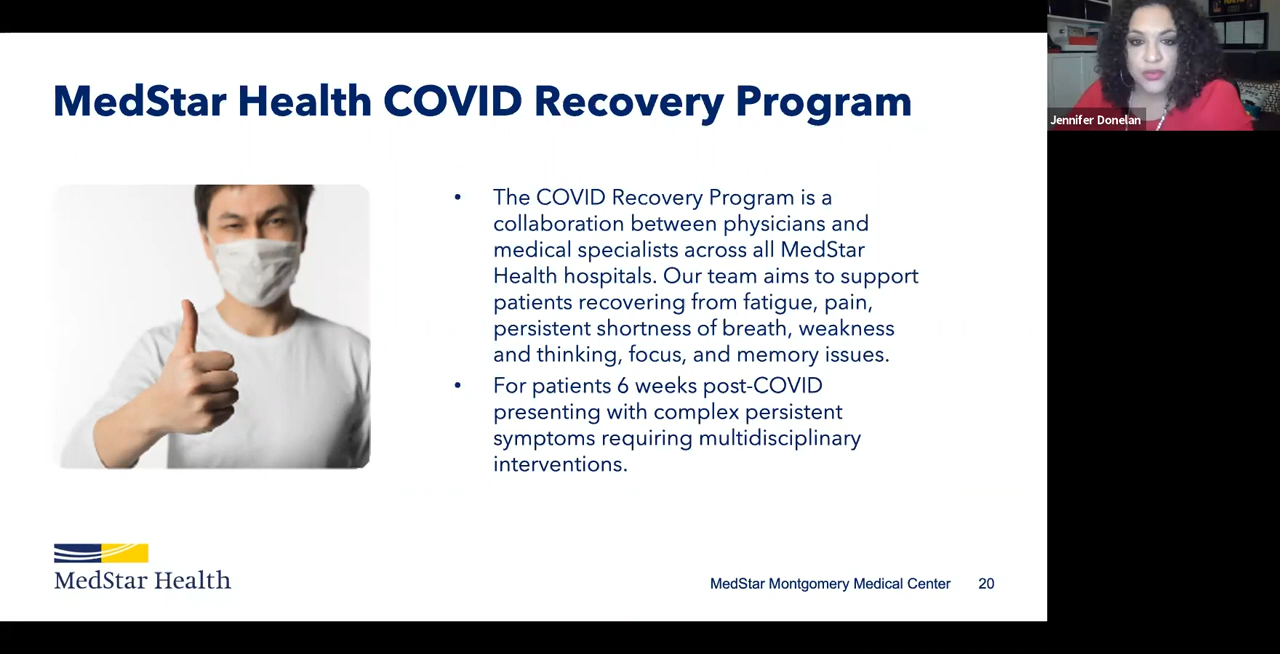 MedStar Health COVID Recovery Program
Jennifer Donelan
• The COVID Recovery Program is a
collaboration between physicians and
medical specialists across all MedStar
Health hospitals. Our team aims to support
patients recovering from fatigue, pain,
persistent shortness of breath, weakness
and thinking, focus, and memory issues.
• For patients 6 weeks post-COVID
presenting with complex persistent
symptoms requiring multidisciplinary
interventions.
MedStar Health
MedStar Montgomery Medical Center 20